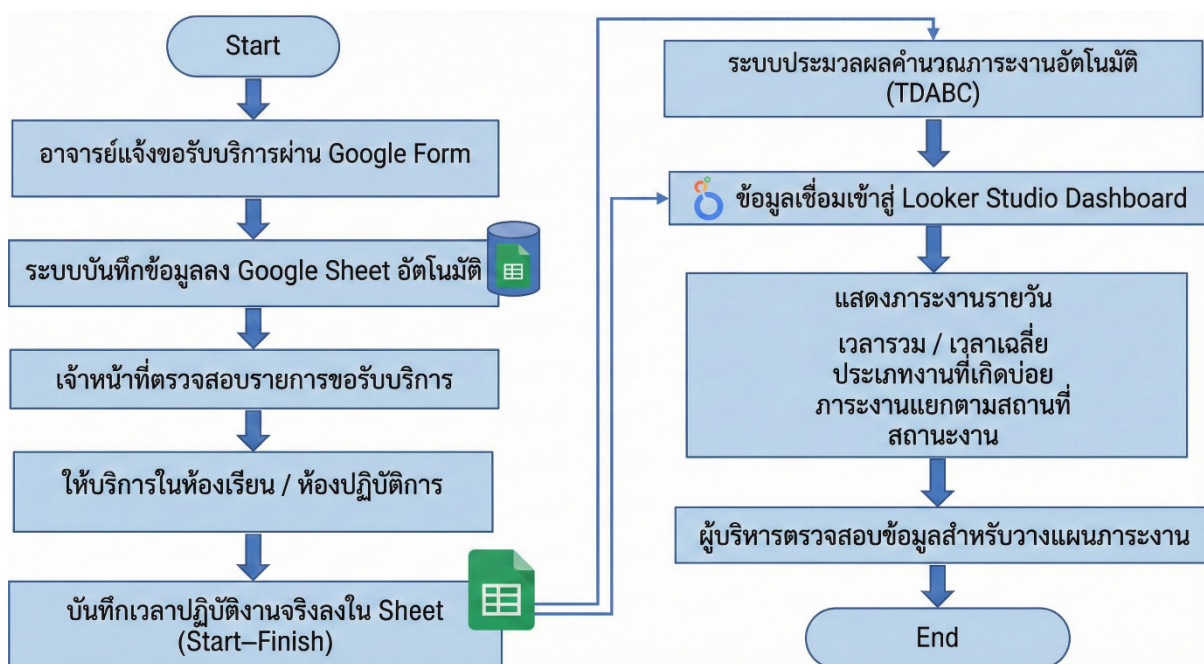 Start
อาจารย์แจ้งขอรับบริการผ่าน Google Form
ระบบบันทึกข้อมูลลง Google Sheet อัตโนมัติ
เจ้าหน้าที่ตรวจสอบรายการขอรับบริการ
ให้บริการในห้องเรียน / ห้องปฏิบัติการ
บันทึกเวลาปฏิบัติงานจริงลงใน Sheet
(Start–Finish)
ระบบประมวลผลคำนวณภาระงานอัตโนมัติ
(TDABC)
ข้อมูลเชื่อมเข้าสู่ Looker Studio Dashboard
แสดงภาระงานรายวัน
เวลารวม / เวลาเฉลี่ย
ประเภทงานที่เกิดบ่อย
ภาระงานแยกตามสถานที่
สถานะงาน
ผู้บริหารตรวจสอบข้อมูลสำหรับวางแผนภาระงาน
End